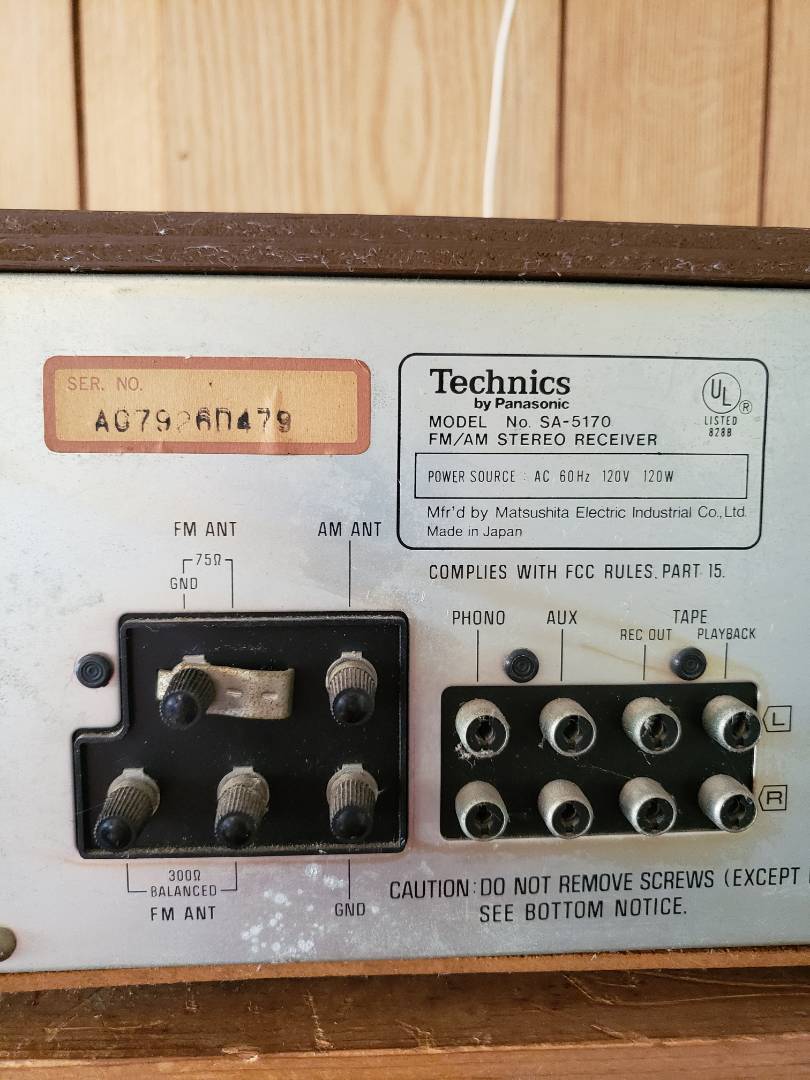 SER. NO.
Technics
by Panasonic
MODEL No. SA-5170
FM/AM STEREO RECEIVER
UL
®
LISTED
828B
POWER SOURCE : AC 60Hz 120V 120W
Mfr'd by Matsushita Electric Industrial Co., Ltd.
Made in Japan
COMPLIES WITH FCC RULES, PART 15.
FM ANT
75Ω
GND
AM ANT
PHONO
AUX
TAPE
REC OUT
PLAYBACK
L
R
300Ω
BALANCED
FM ANT
GND
CAUTION: DO NOT REMOVE SCREWS (EXCEPT
SEE BOTTOM NOTICE.